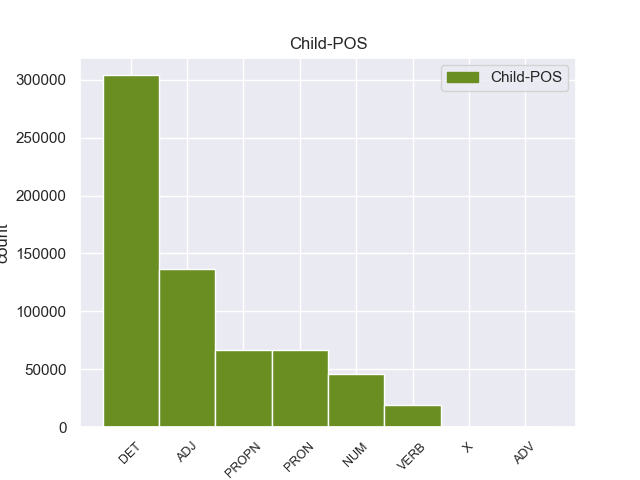 Child-POS
Child-POS
300000
250000
200000
150000
100000
50000
0
count
DET
ADJ
PROPN
PRON
NUM
VERB
X
ADV